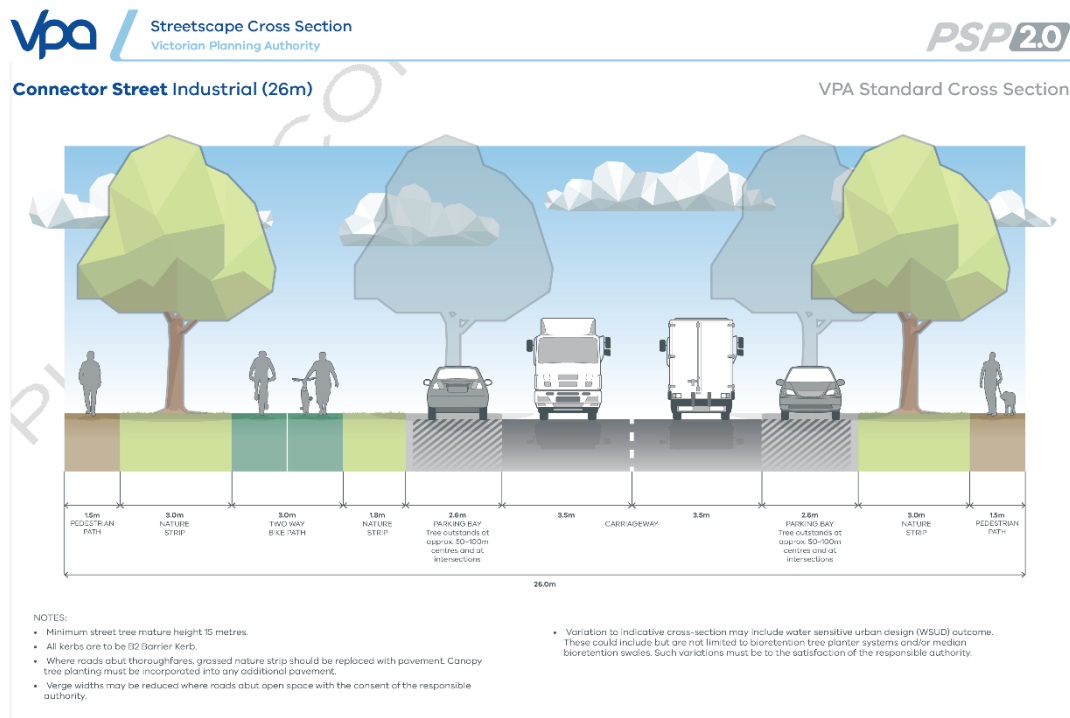 vpa
Streetscape Cross Section
Victorian Planning Authority
PSP 2.0
Connector Street Industrial (26m)
VPA Standard Cross Section
1.5m
PEDESTRIAN
PATH
3.0m
NATURE
STRIP
3.0m
TWO WAY
BIKE PATH
1.8m
NATURE
STRIP
2.6m
PARKING BAY
Tree outstands at
approx. 50-100m
centres and at
intersections
3.5m
CARRIAGEWAY
3.5m
2.6m
PARKING BAY
Tree outstands at
approx. 50-100m
centres and at
intersections
3.0m
NATURE
STRIP
1.5m
PEDESTRIAN
PATH
26.0m
NOTES:
• Minimum street tree mature height 15 metres.
• All kerbs are to be B2 Barrier Kerb.
• Where roads abut thoroughfares, grassed nature strip should be replaced with pavement. Canopy
tree planting must be incorporated into any additional pavement.
• Verge widths may be reduced where roads abut open space with the consent of the responsible
authority.
• Variation to indicative cross-section may include water sensitive urban design (WSUD) outcome.
These could include but are not limited to bioretention tree planter systems and/or median
bioretention swales. Such variations must be to the satisfaction of the responsible authority.